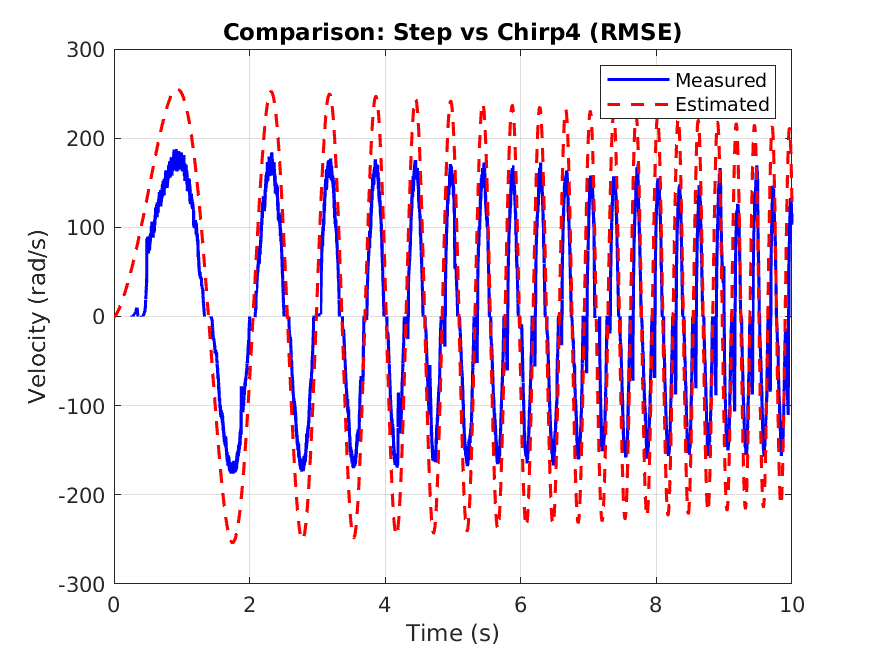 Comparison: Step vs Chirp4 (RMSE)
Measured
Estimated
300
200
100
0
-100
-200
-300
Velocity (rad/s)
0 2 4 6 8 10
Time (s)